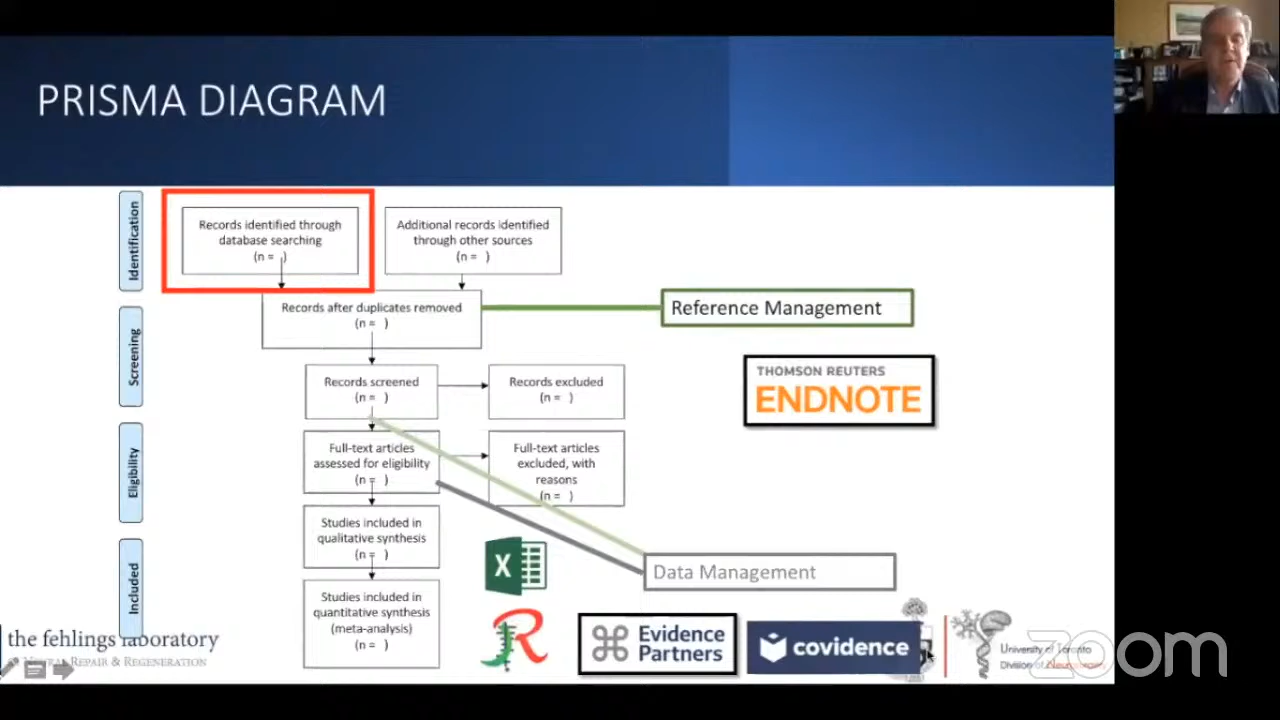 PRISMA DIAGRAM
Identification
Records identified through
database searching
(n = )
Additional records identified
through other sources
(n = )
Records after duplicates removed
(n = )
Reference Management
Screening
Records screened
(n = )
Records excluded
(n = )
THOMSON REUTERS
ENDNOTE
Eligibility
Full-text articles
assessed for eligibility
(n = )
Full-text articles
excluded, with
reasons
(n = )
Studies included in
qualitative synthesis
(n = )
X
Data Management
Included
Studies included in
quantitative synthesis
(meta-analysis)
(n = )
R
Evidence
Partners
covidence
the fehlings laboratory
Neural Repair & Regeneration
University of Toronto
Division of Neurosurgery
zoom